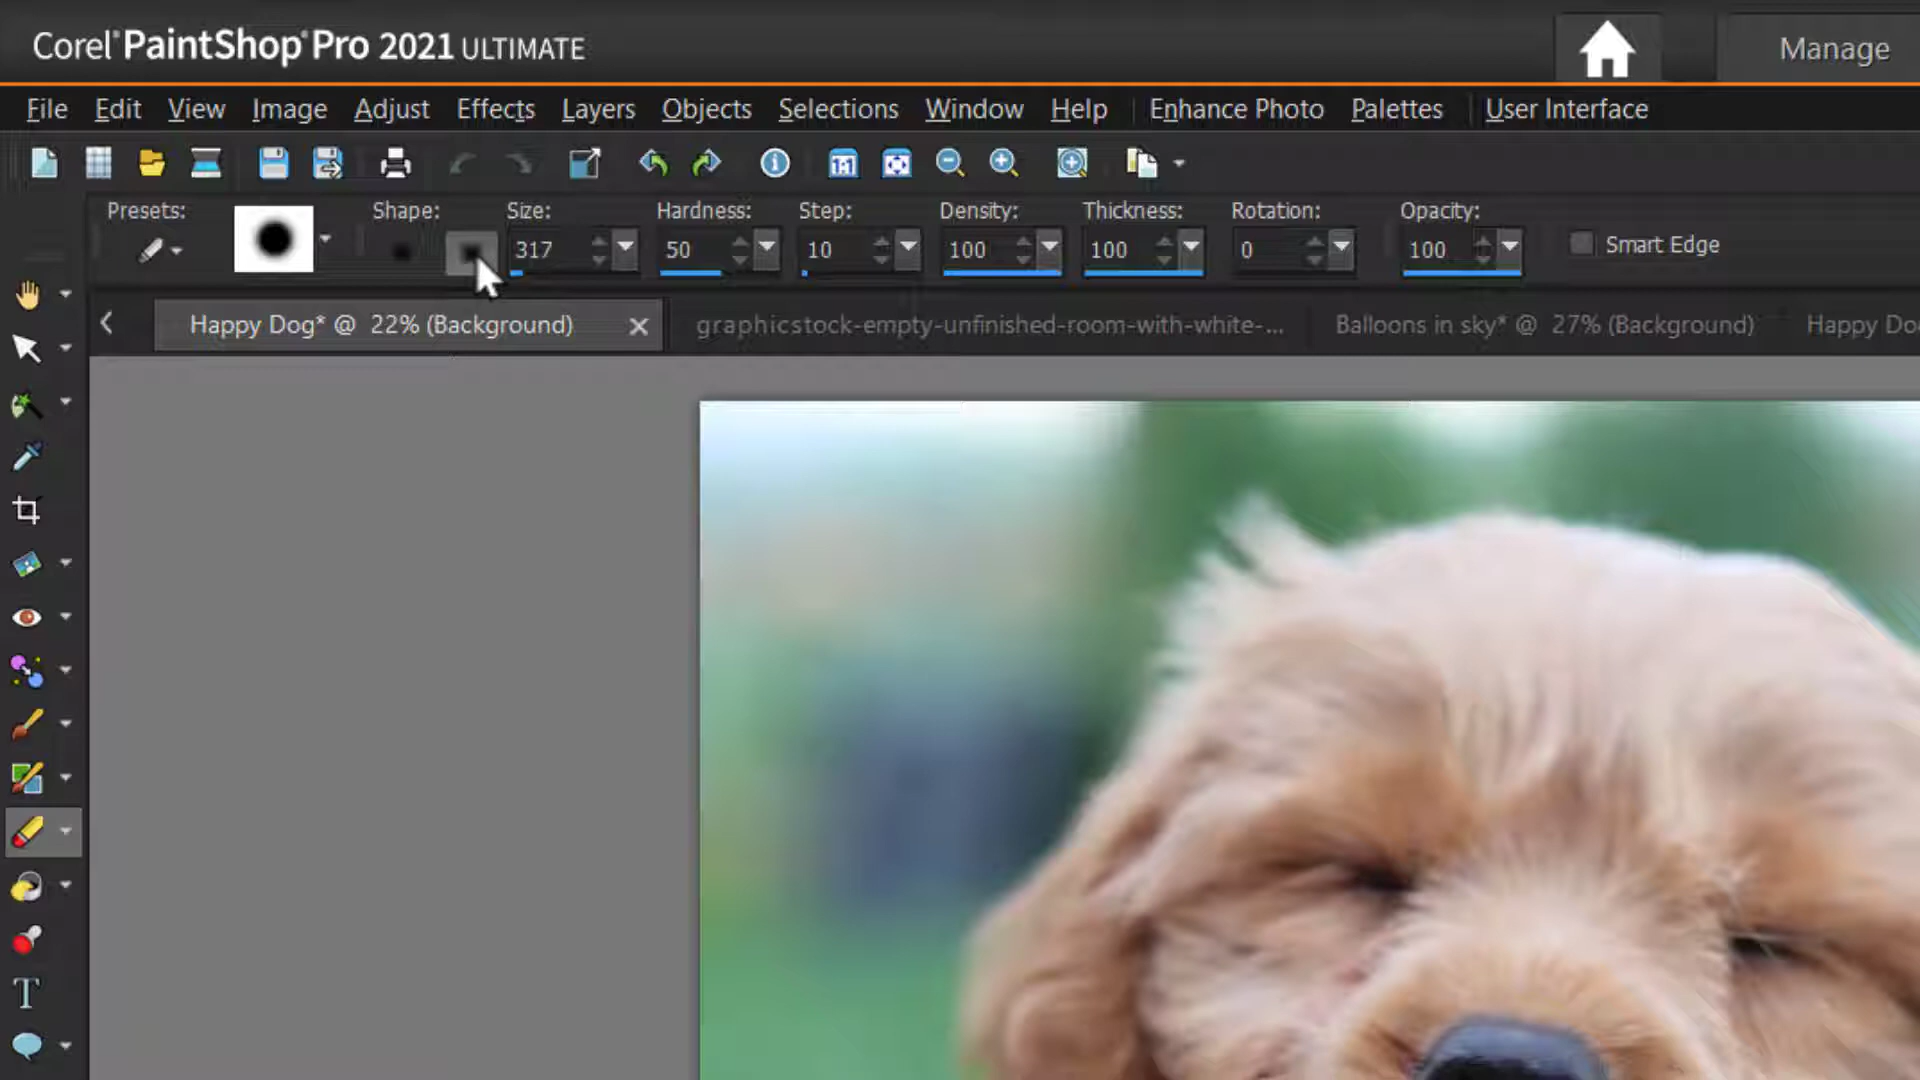 Corel® PaintShop® Pro 2021 ULTIMATE
Manage
File Edit View Image Adjust Effects Layers Objects Selections Window Help Enhance Photo Palettes User Interface
1:1
Presets: Shape: Size: Hardness: Step: Density: Thickness: Rotation: Opacity:
317 50 10 100 100 0 100 Smart Edge
Happy Dog* @ 22% (Background) graphicstock-empty-unfinished-room-with-white-... Balloons in sky* @ 27% (Background) Happy Do
T